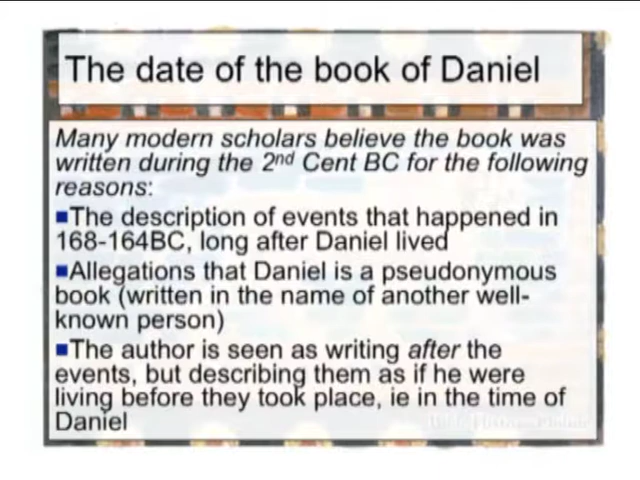 The date of the book of Daniel
Many modern scholars believe the book was
written during the 2nd Cent BC for the following
reasons:
■The description of events that happened in
168-164BC, long after Daniel lived
■Allegations that Daniel is a pseudonymous
book (written in the name of another well-
known person)
■The author is seen as writing after the
events, but describing them as if he were
living before they took place, ie in the time of
Daniel